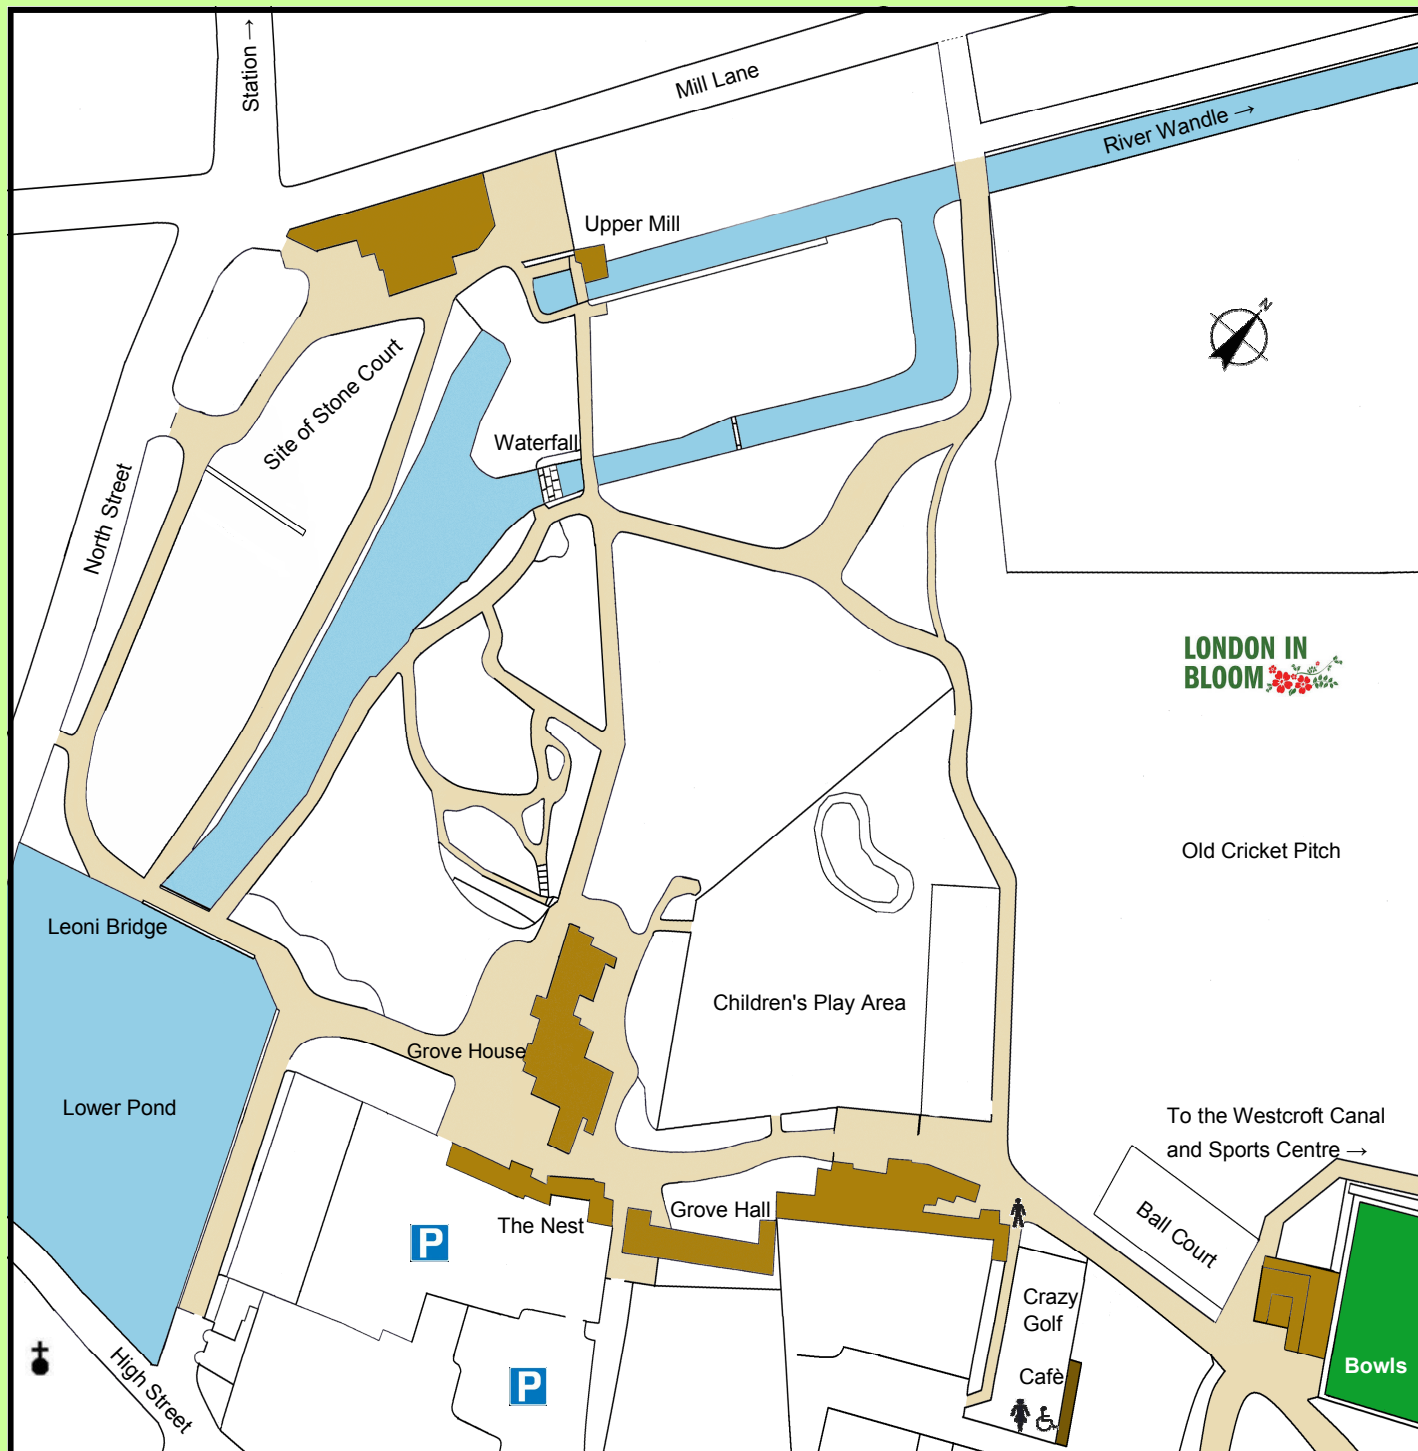 Station →
Mill Lane
River Wandle →
Upper Mill
N
Site of Stone Court
Waterfall
North Street
LONDON IN
BLOOM
Old Cricket Pitch
Leoni Bridge
Children's Play Area
Grove House
Lower Pond
To the Westcroft Canal
and Sports Centre →
Grove Hall
The Nest
Ball Court
P
Crazy
Golf
Cafè
Bowls
High Street
P